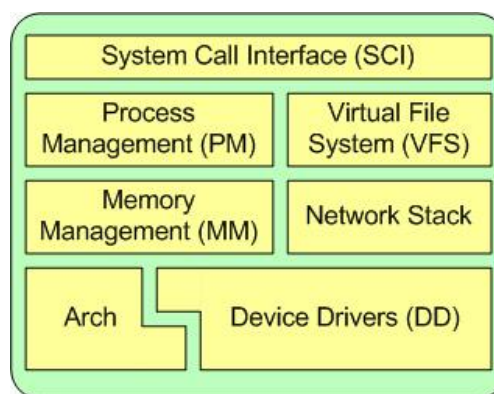 System Call Interface (SCI)
Process
Management (PM)
Virtual File
System (VFS)
Memory
Management (MM)
Network Stack
Arch
Device Drivers (DD)